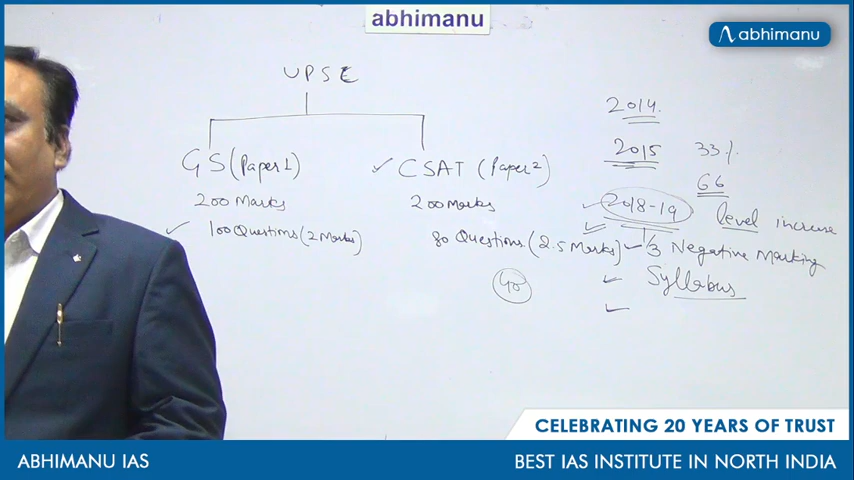 abhimanu
abhimanu
UPSC
GS (Paper 1)
200 Marks
100 Questions (2 Marks)
CSAT (Paper 2)
200 Marks
80 Questions (2.5 Marks)
40
2014.
2015 33%
66
2018-19 level increase
1/3 Negative Marking
Syllabus
CELEBRATING 20 YEARS OF TRUST
ABHIMANU IAS
BEST IAS INSTITUTE IN NORTH INDIA